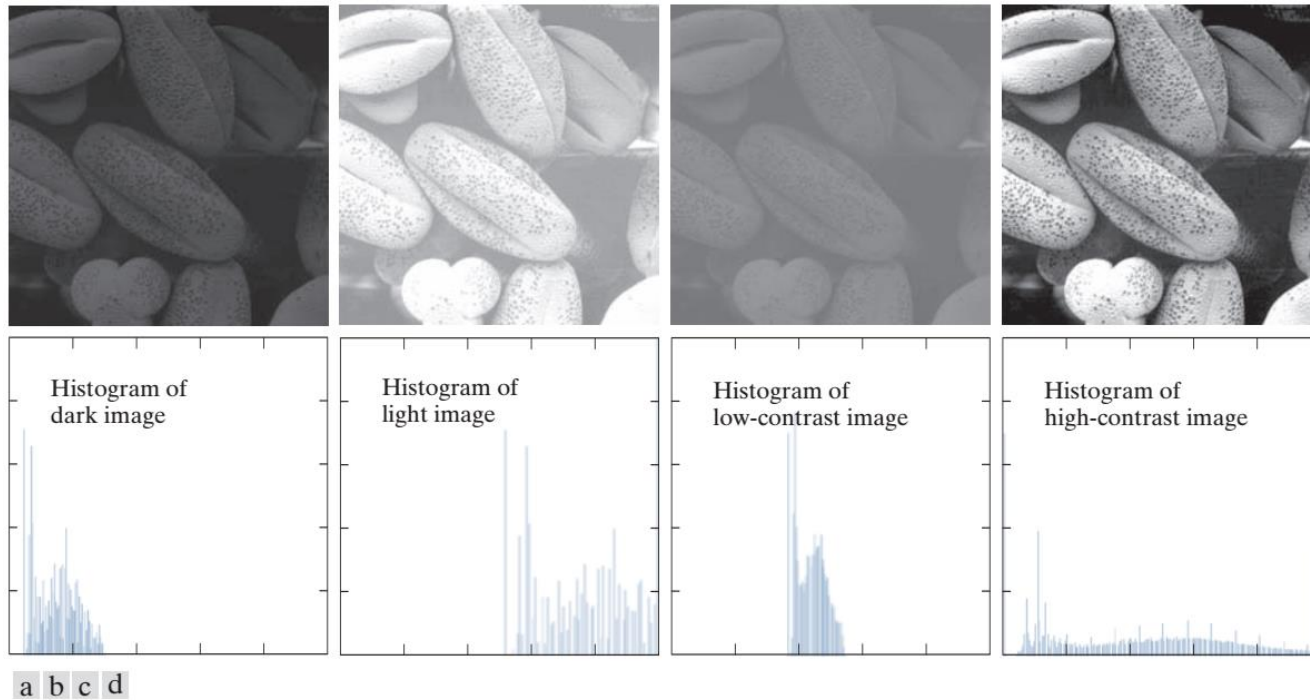 Histogram of
dark image
Histogram of
light image
Histogram of
low-contrast image
Histogram of
high-contrast image
a b c d